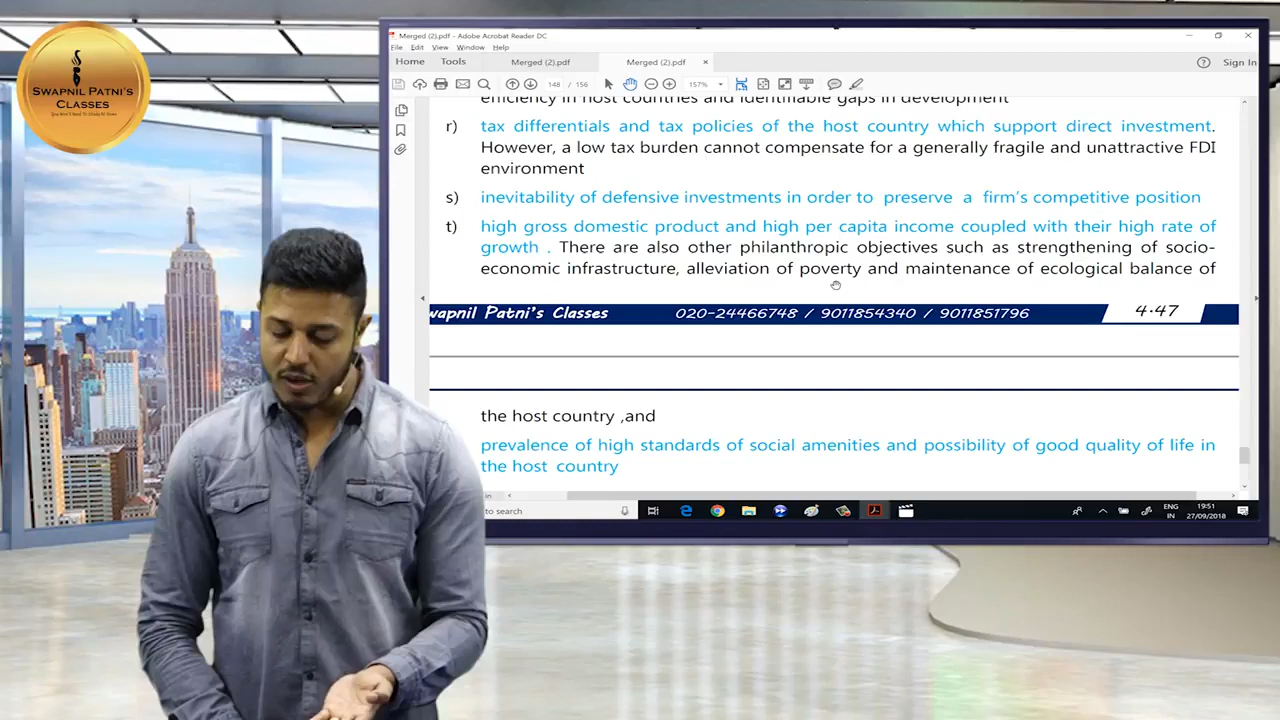 SWAPNIL PATNI'S
CLASSES
Merged (2).pdf - Adobe Acrobat Reader DC
File Edit View Window Help
Home Tools Merged (2).pdf Merged (2).pdf × Sign In
148 / 156 157%
efficiency in host countries and identifiable gaps in development
r) tax differentials and tax policies of the host country which support direct investment.
However, a low tax burden cannot compensate for a generally fragile and unattractive FDI
environment
s) inevitability of defensive investments in order to preserve a firm's competitive position
t) high gross domestic product and high per capita income coupled with their high rate of
growth . There are also other philanthropic objectives such as strengthening of socio-
economic infrastructure, alleviation of poverty and maintenance of ecological balance of
wapnil Patni's Classes 020-24466748 / 9011854340 / 9011851796 4.47
the host country ,and
prevalence of high standards of social amenities and possibility of good quality of life in
the host country
in
to search ENG 19:51
IN 27/09/2018